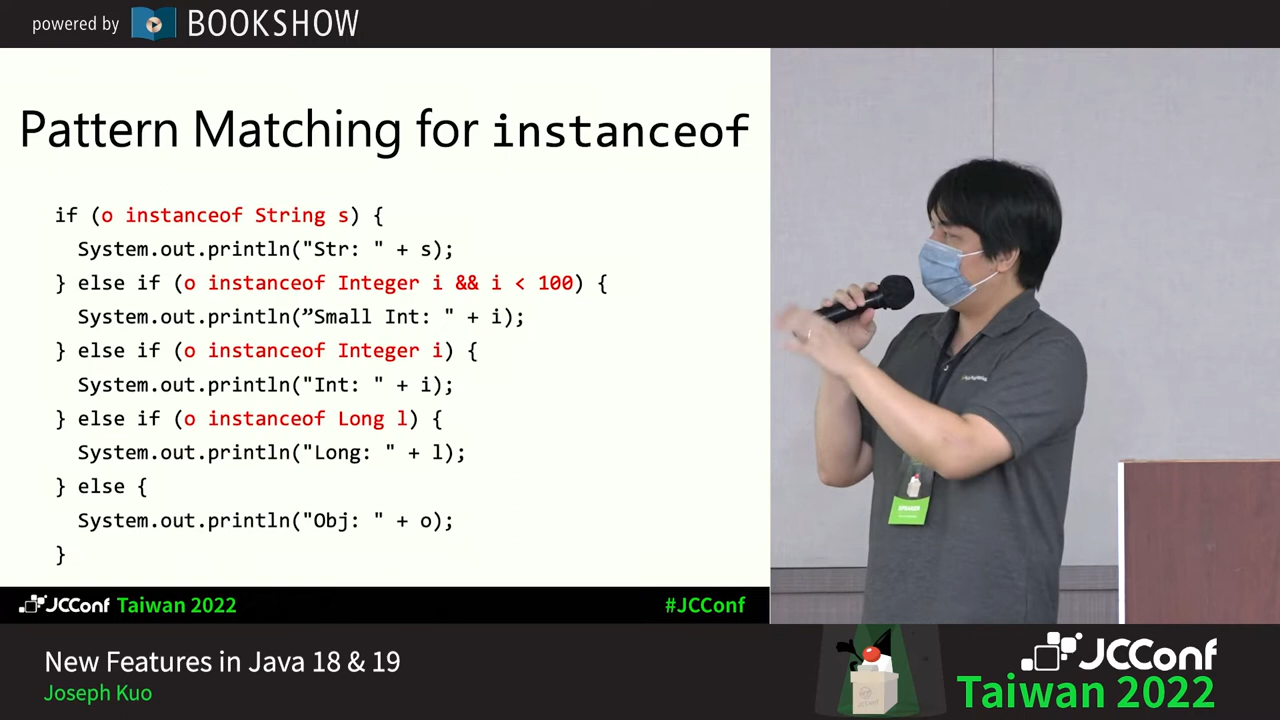 powered by BOOKSHOW
Pattern Matching for instanceof
if (o instanceof String s) {
  System.out.println("Str: " + s);
} else if (o instanceof Integer i && i < 100) {
  System.out.println(”Small Int: " + i);
} else if (o instanceof Integer i) {
  System.out.println("Int: " + i);
} else if (o instanceof Long l) {
  System.out.println("Long: " + l);
} else {
  System.out.println("Obj: " + o);
}
JCConf Taiwan 2022
#JCConf
SPEAKER
New Features in Java 18 & 19
Joseph Kuo
JCConf
Taiwan 2022